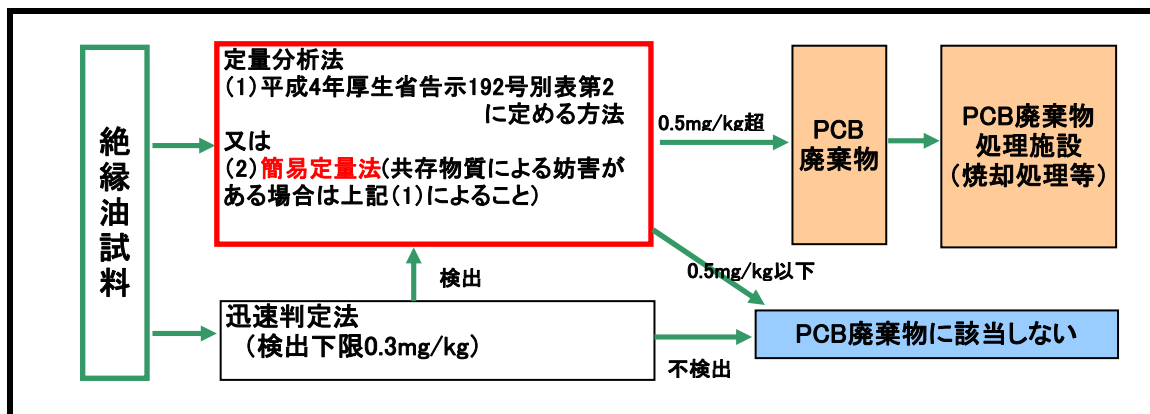 絶縁油試料
定量分析法
(1)平成4年厚生省告示192号別表第2
に定める方法
又は
(2)簡易定量法(共存物質による妨害が
ある場合は上記(1)によること)
0.5mg/kg超
PCB
廃棄物
PCB廃棄物
処理施設
(焼却処理等)
検出
0.5mg/kg以下
迅速判定法
(検出下限0.3mg/kg)
不検出
PCB廃棄物に該当しない